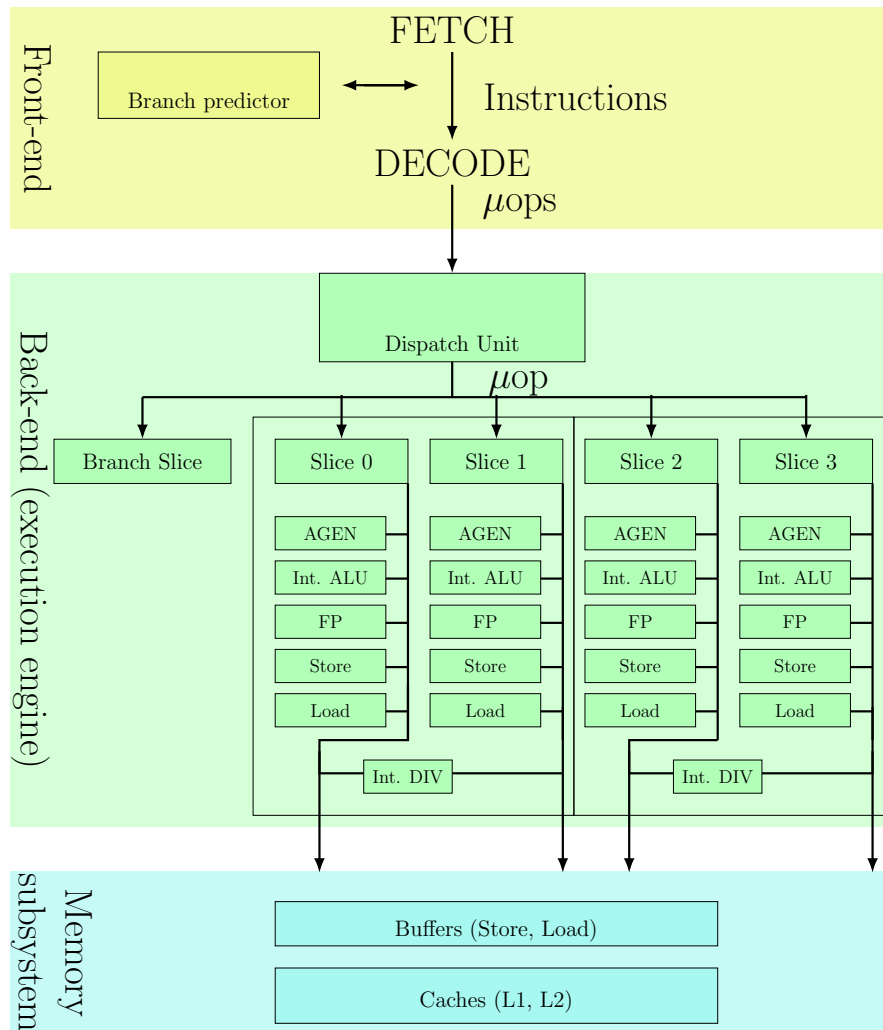 Front-end
FETCH
Branch predictor
Instructions
DECODE
μops
Back-end (execution engine)
Dispatch Unit
μop
Branch Slice
Slice 0
Slice 1
Slice 2
Slice 3
AGEN
AGEN
AGEN
AGEN
Int. ALU
Int. ALU
Int. ALU
Int. ALU
FP
FP
FP
FP
Store
Store
Store
Store
Load
Load
Load
Load
Int. DIV
Int. DIV
Memory
subsystem
Buffers (Store, Load)
Caches (L1, L2)